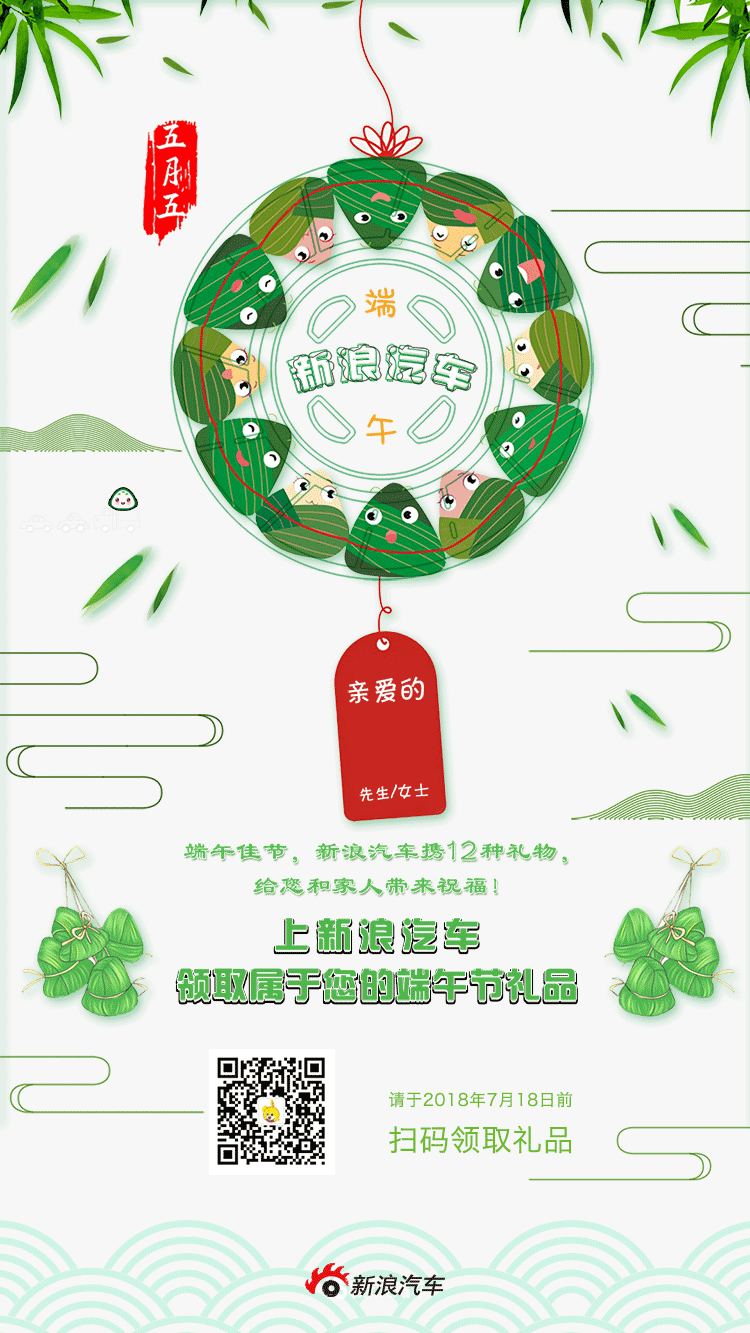 五月五
端
新浪汽车
午
亲爱的
先生/女士
端午佳节，新浪汽车携12种礼物，
给您和家人带来祝福！
上新浪汽车
领取属于您的端午节礼品
请于2018年7月18日前
扫码领取礼品
新浪汽车